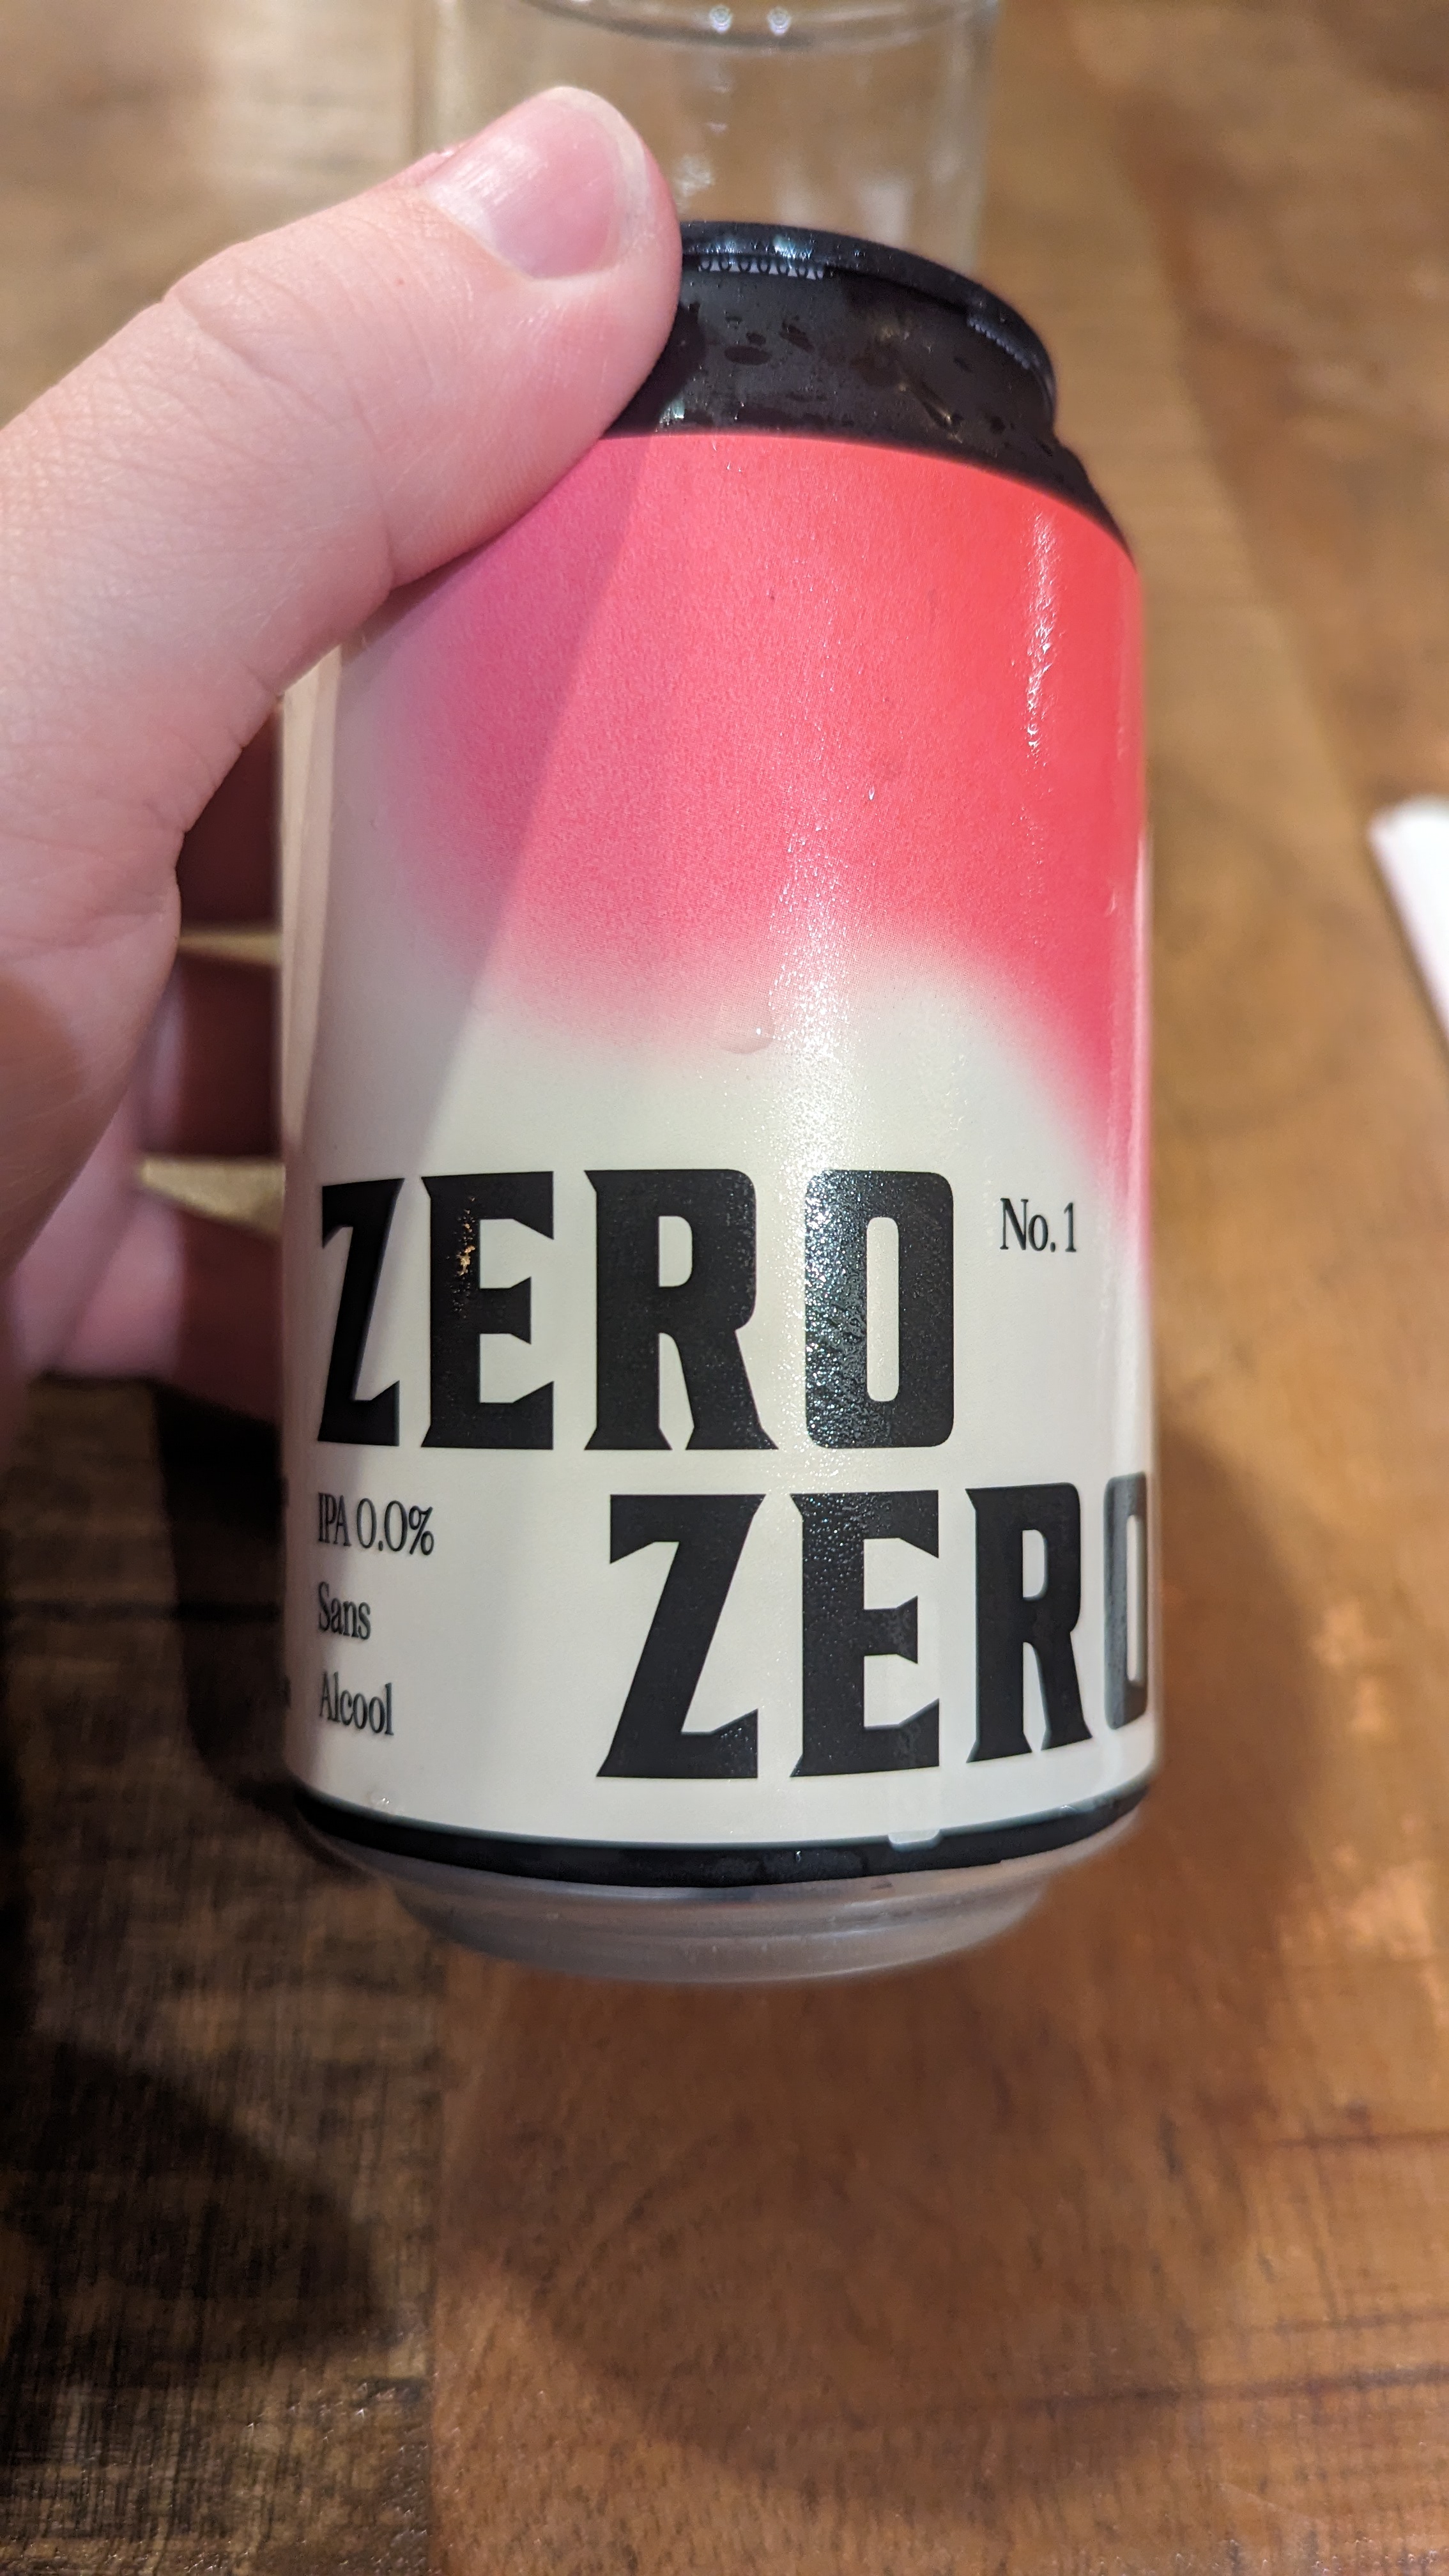 ZERO No. 1
IPA 0.0%
ZERO
Sans
Alcool